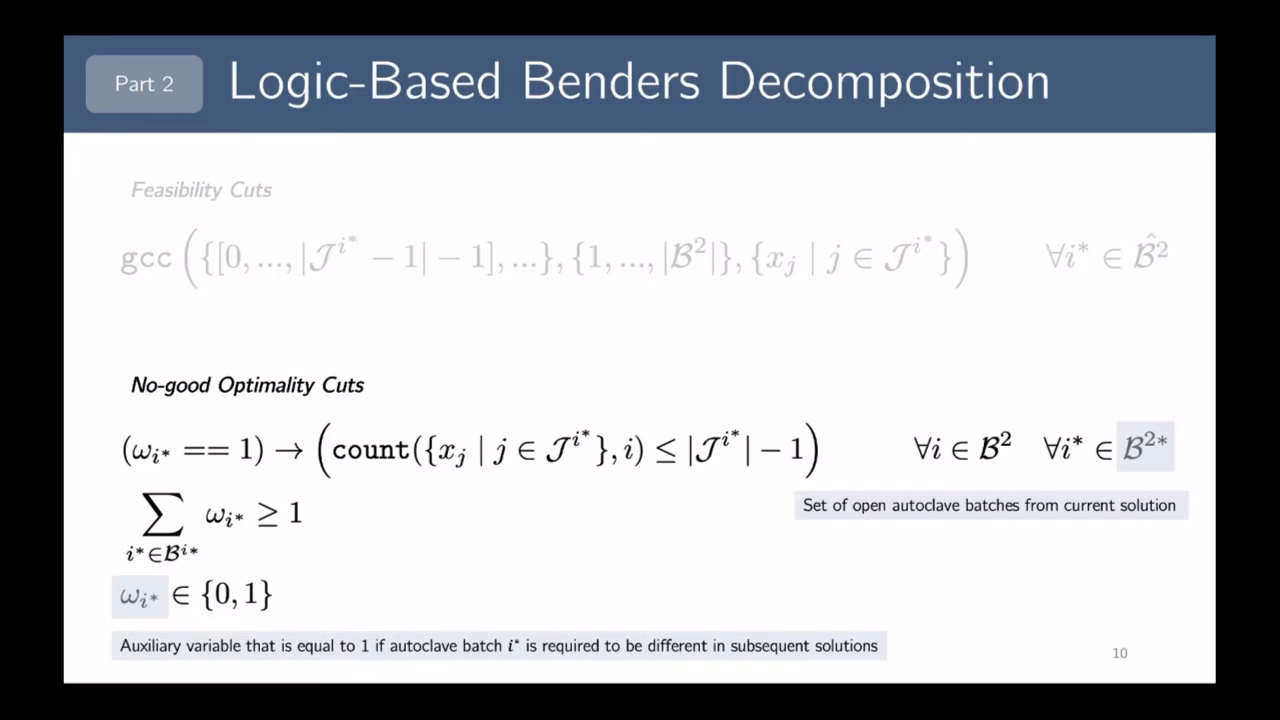 Part 2
Logic-Based Benders Decomposition
Feasibility Cuts
gcc ({[0, ..., |𝒥^{i*} − 1| − 1], ...}, {1, ..., |ℬ²|}, {x_j | j ∈ 𝒥^{i*}}) ∀i* ∈ ℬ̂²
No-good Optimality Cuts
(ω_{i*} == 1) → (count({x_j | j ∈ 𝒥^{i*}}, i) ≤ |𝒥^{i*}| − 1) ∀i ∈ ℬ² ∀i* ∈ ℬ^{2*}
Set of open autoclave batches from current solution
∑_{i*∈ℬ^{i*}} ω_{i*} ≥ 1
ω_{i*} ∈ {0, 1}
Auxiliary variable that is equal to 1 if autoclave batch i* is required to be different in subsequent solutions
10